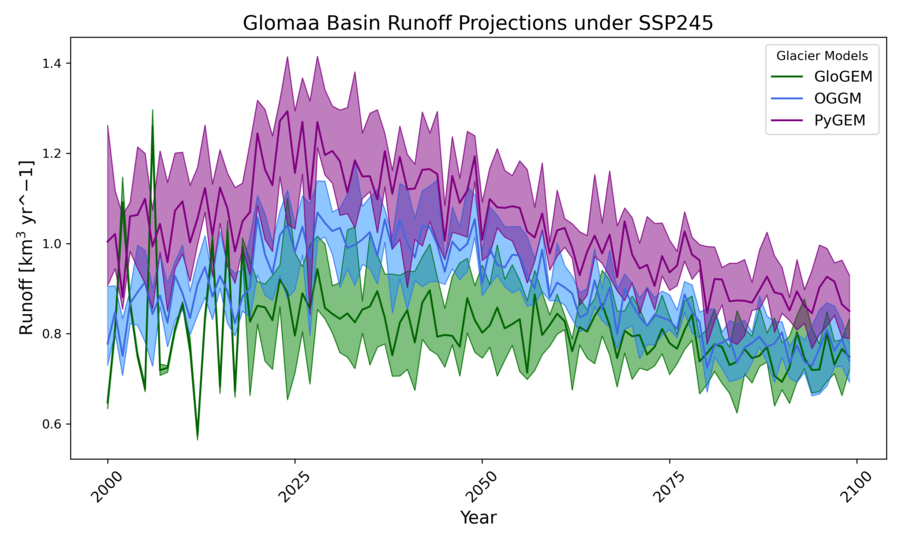 Glomaa Basin Runoff Projections under SSP245
Runoff [km³ yr^−1]
1.4
1.2
1.0
0.8
0.6
Glacier Models
GloGEM
OGGM
PyGEM
2000
2025
2050
2075
2100
Year